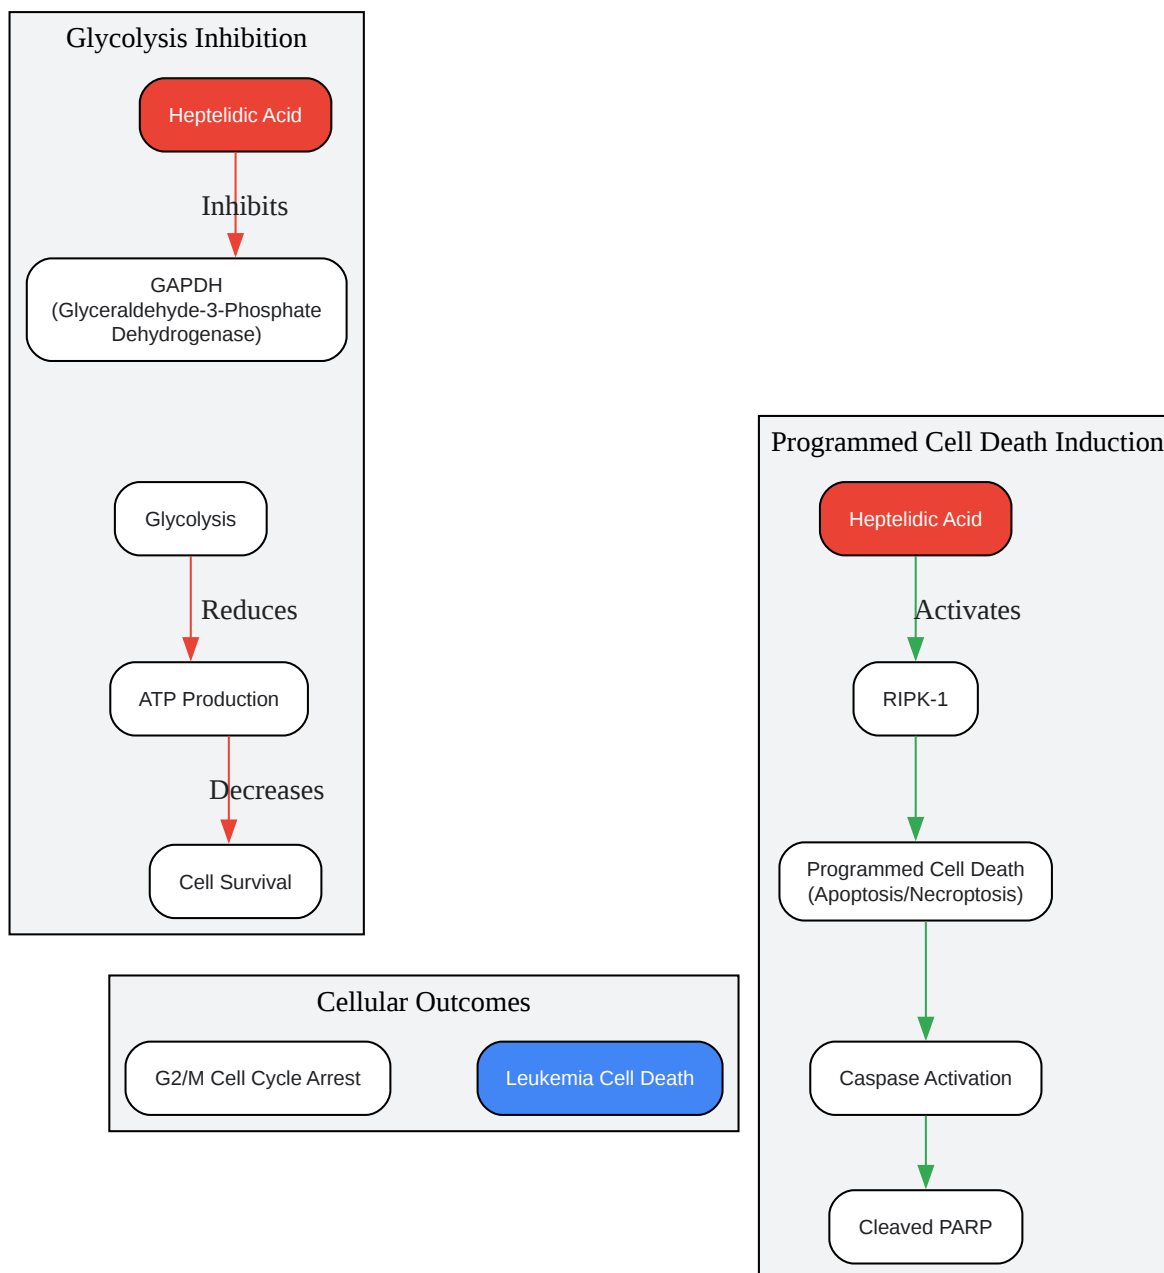 Glycolysis Inhibition
Heptelidic Acid
Inhibits
GAPDH
(Glyceraldehyde-3-Phosphate
Dehydrogenase)
Glycolysis
Reduces
ATP Production
Decreases
Cell Survival
Programmed Cell Death Induction
Heptelidic Acid
Activates
RIPK-1
Programmed Cell Death
(Apoptosis/Necroptosis)
Caspase Activation
Cleaved PARP
Cellular Outcomes
G2/M Cell Cycle Arrest
Leukemia Cell Death